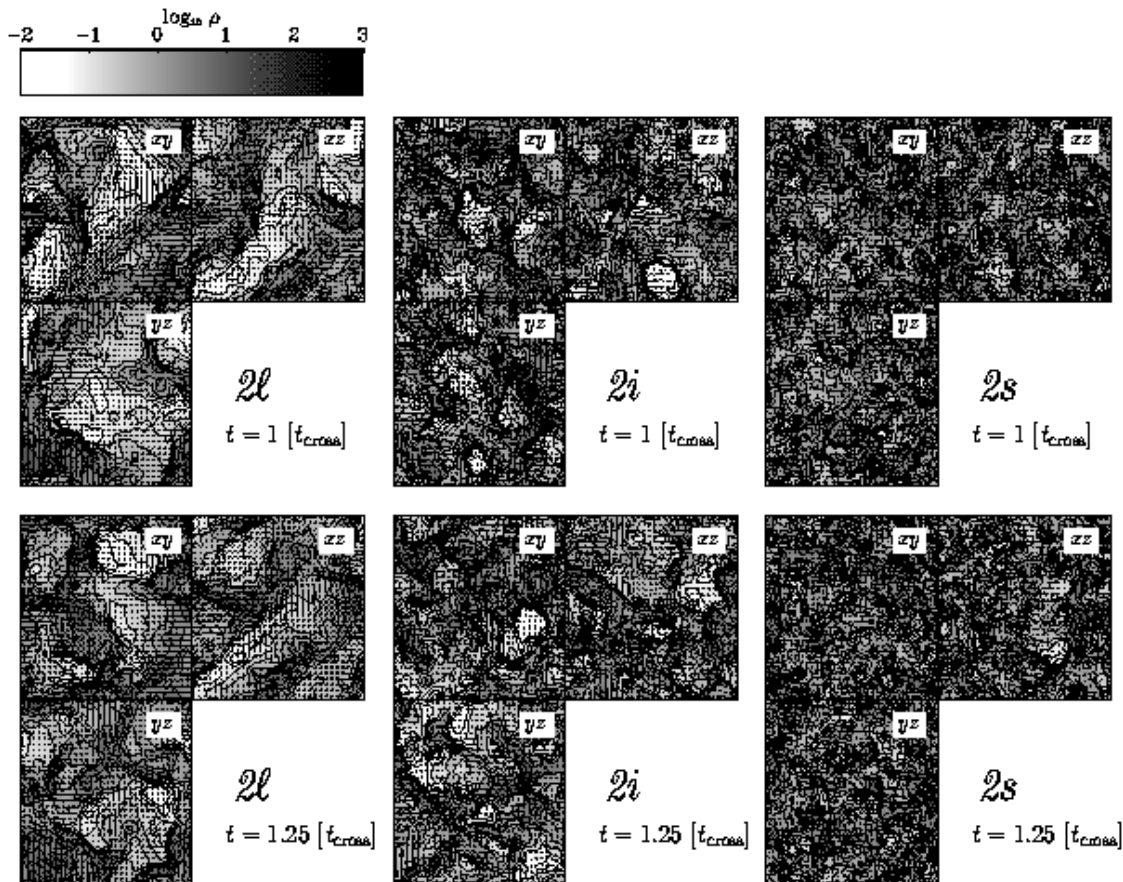 log₁₀ ρ
−2 −1 0 1 2 3
xy xz xy xz xy xz
yz yz yz
2ℓ 2i 2s
t = 1 [t_cross] t = 1 [t_cross] t = 1 [t_cross]
xy xz xy xz xy xz
yz yz yz
2ℓ 2i 2s
t = 1.25 [t_cross] t = 1.25 [t_cross] t = 1.25 [t_cross]